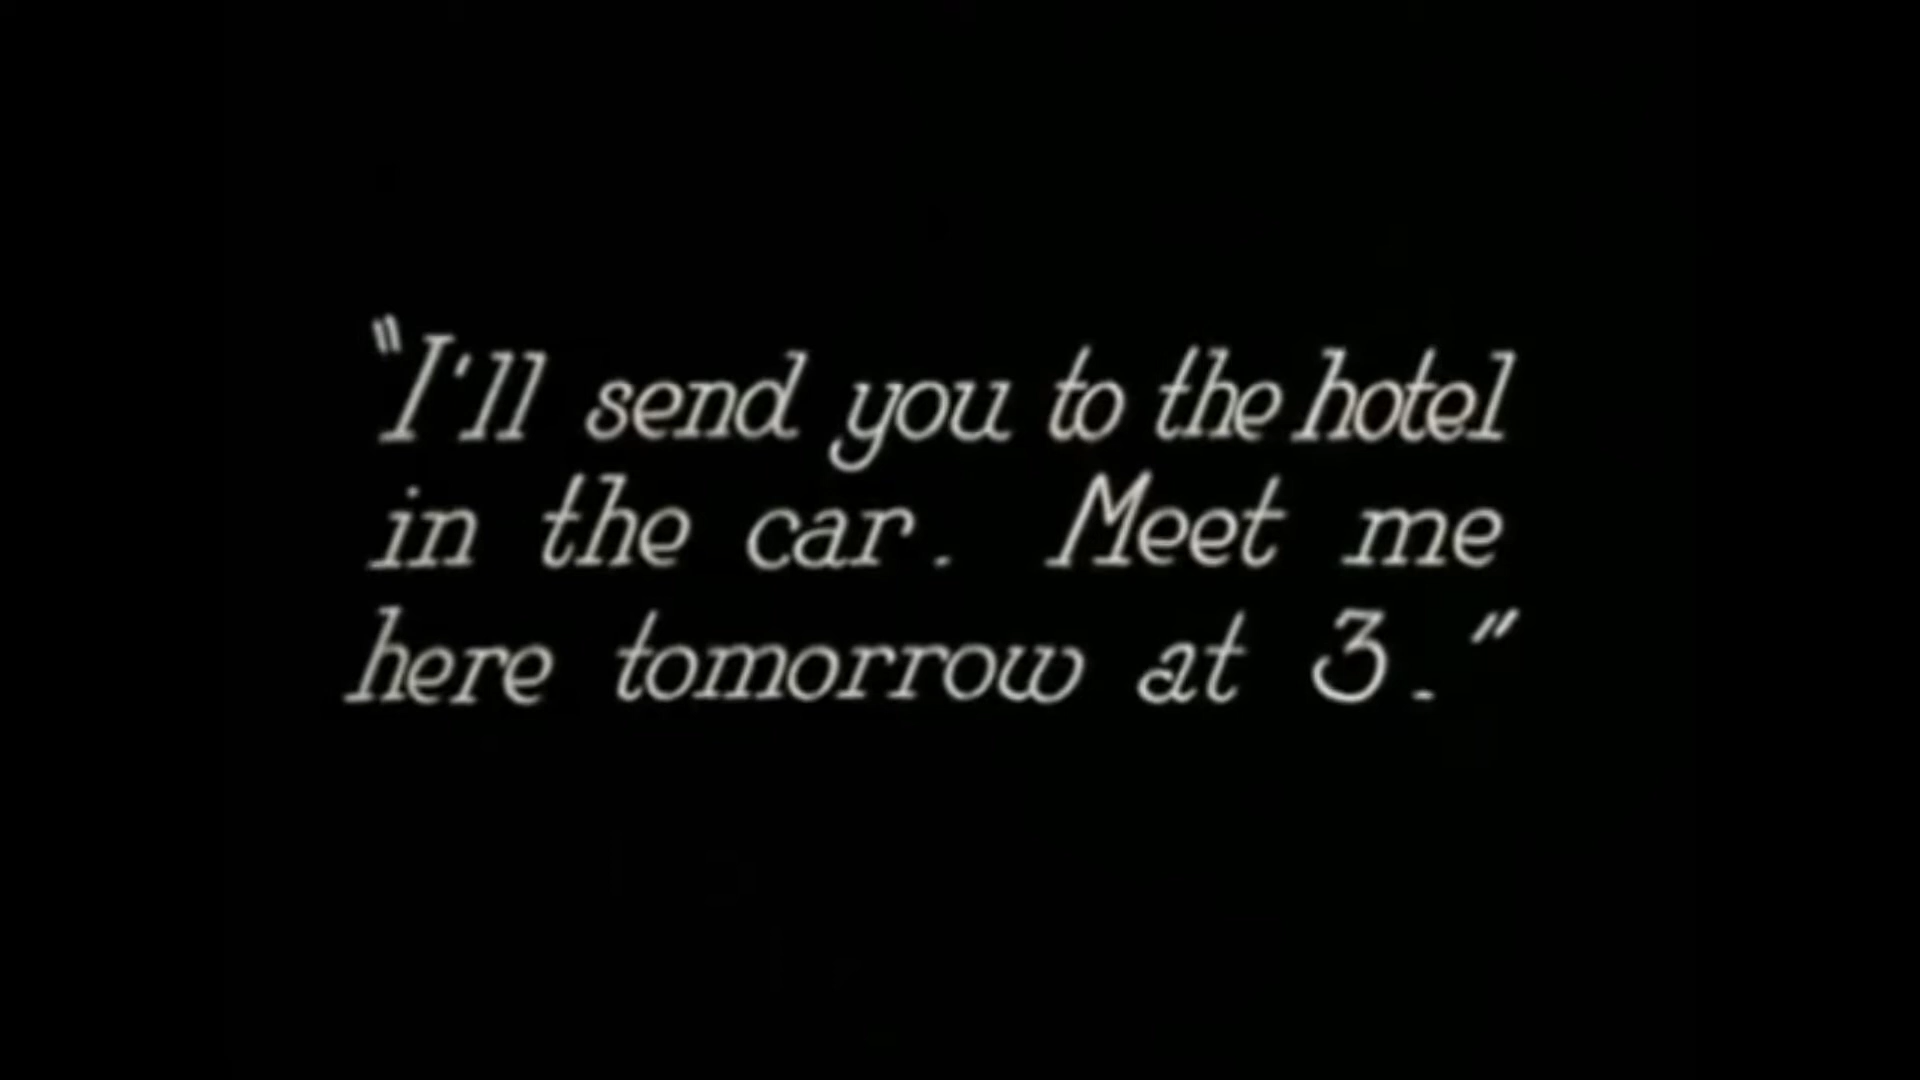 "I'll send you to the hotel
in the car. Meet me
here tomorrow at 3."